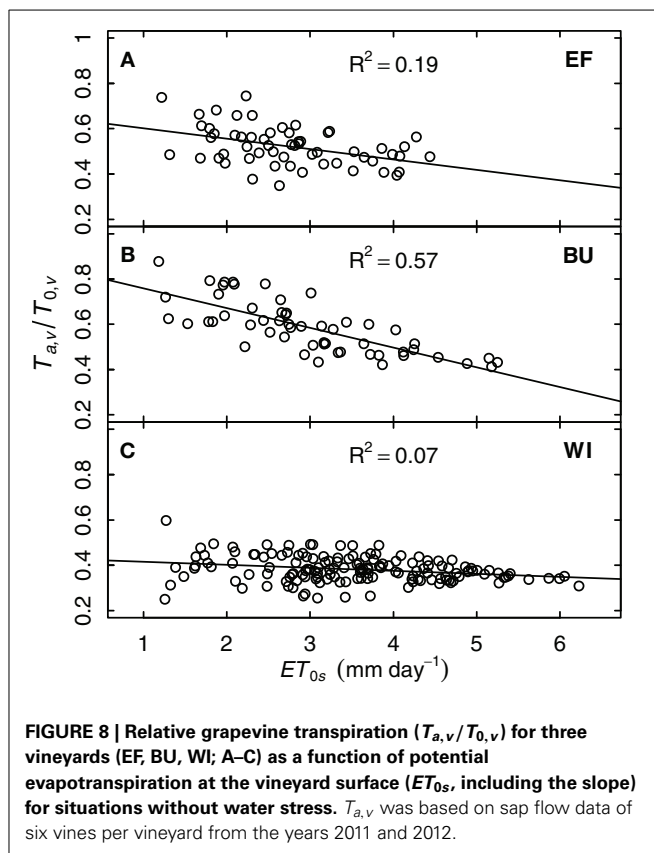 A
R² = 0.19
EF
0.2 0.4 0.6 0.8 1
B
R² = 0.57
BU
0.2 0.4 0.6 0.8
Ta,v/T0,v
C
R² = 0.07
WI
0.2 0.4 0.6 0.8
1 2 3 4 5 6
ET0s (mm day⁻¹)
FIGURE 8 | Relative grapevine transpiration (Ta,v/T0,v) for three
vineyards (EF, BU, WI; A–C) as a function of potential
evapotranspiration at the vineyard surface (ET0s, including the slope)
for situations without water stress. Ta,v was based on sap flow data of
six vines per vineyard from the years 2011 and 2012.